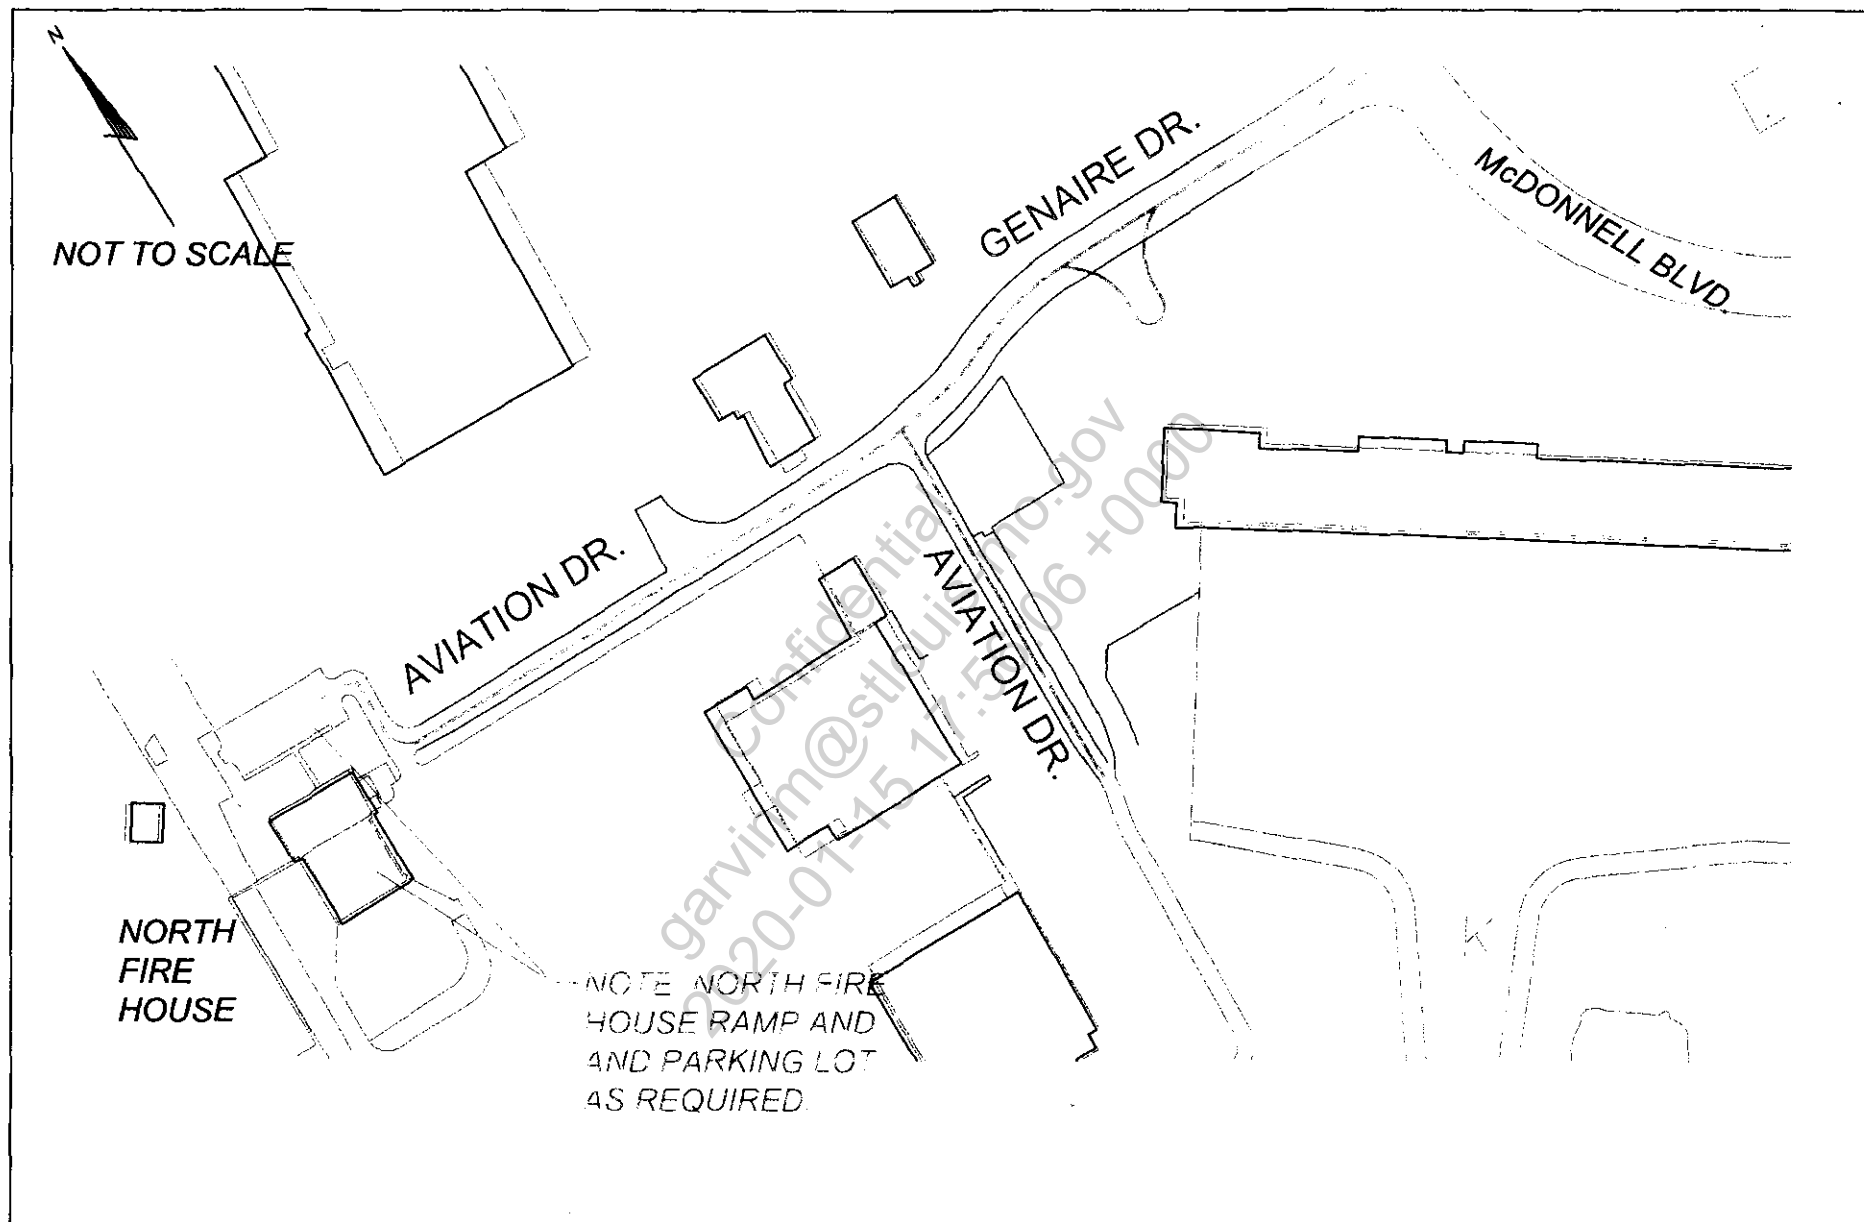 N
NOT TO SCALE
GENAIRE DR.
McDONNELL BLVD.
AVIATION DR.
AVIATION DR.
NORTH
FIRE
HOUSE
NOTE NORTH FIRE
HOUSE RAMP AND
AND PARKING LOT
AS REQUIRED.
K
Confidential
garvinm@stlouis-mo.gov
2020-01-15 17:59:06 +0000